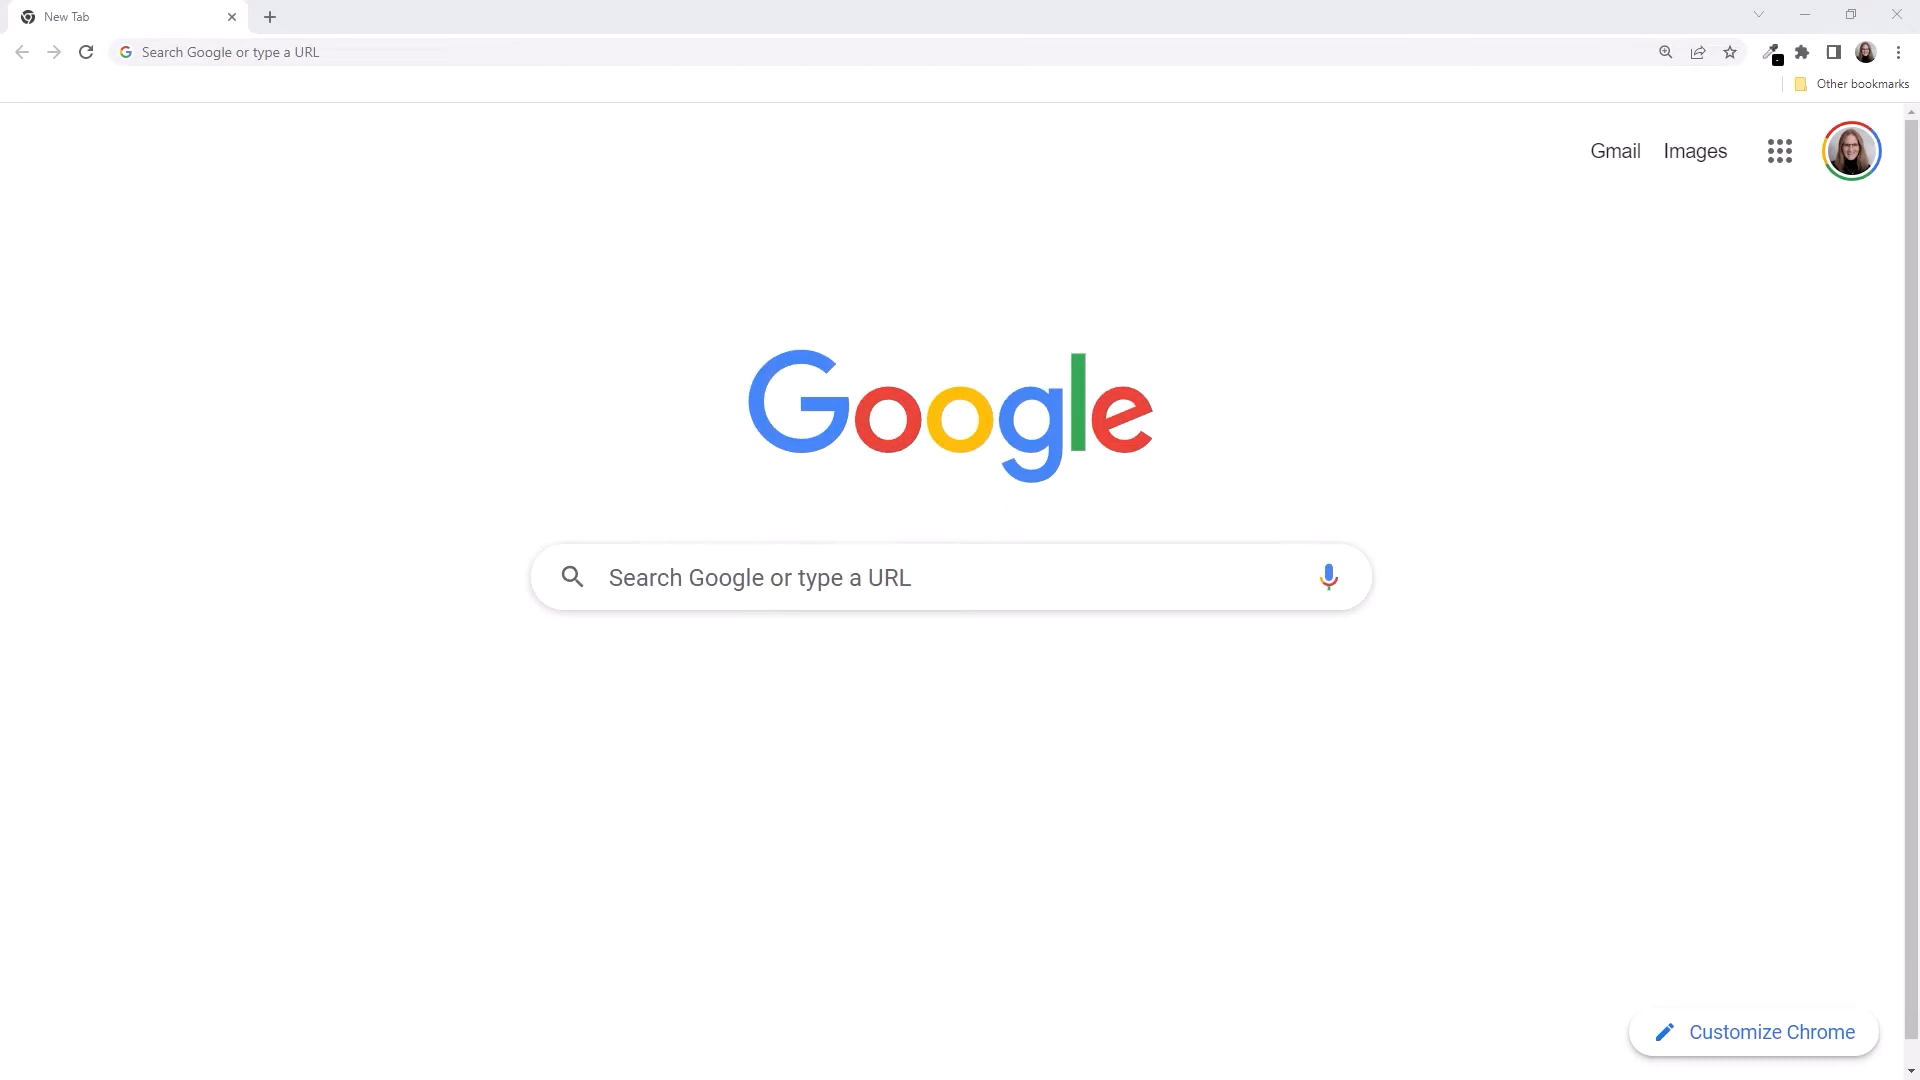 New Tab
Search Google or type a URL
Other bookmarks
Gmail Images
Google
Search Google or type a URL
Customize Chrome